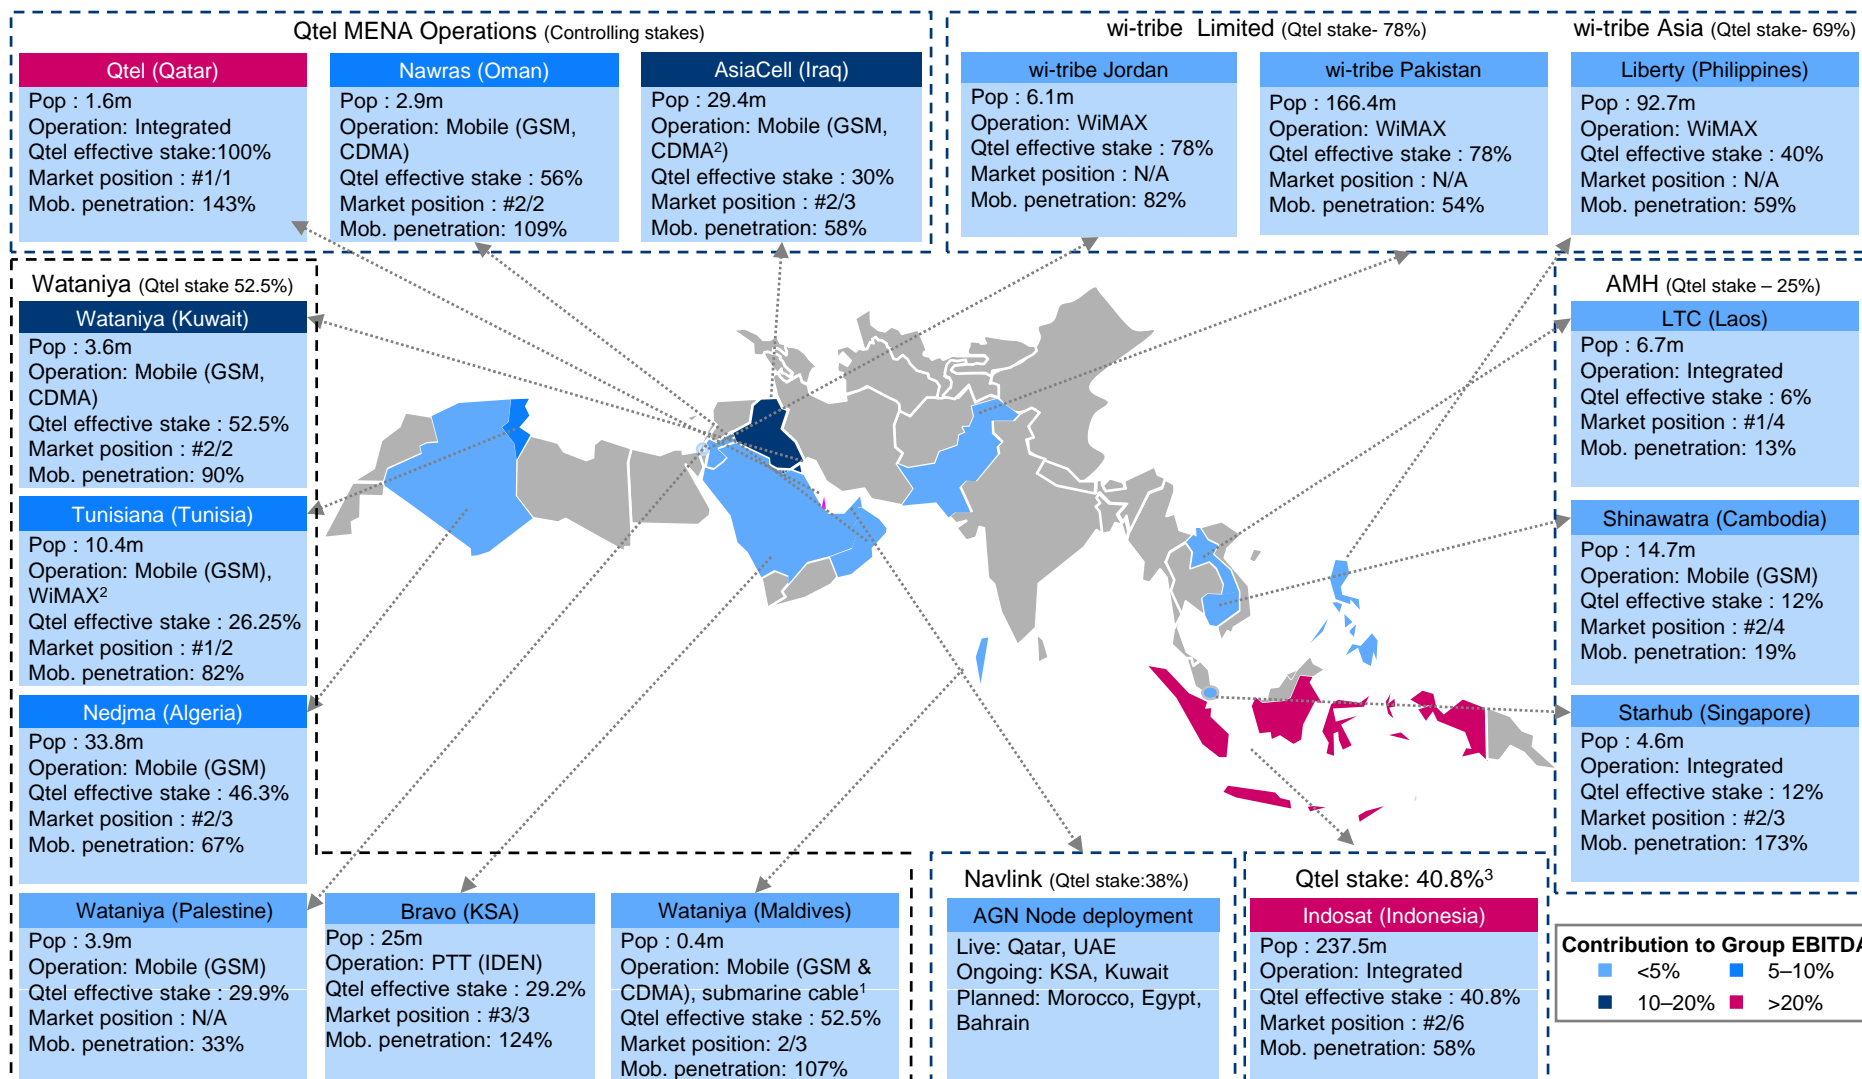 Qtel MENA Operations (Controlling stakes)
Qtel (Qatar)
Pop : 1.6m
Operation: Integrated
Qtel effective stake:100%
Market position : #1/1
Mob. penetration: 143%
Nawras (Oman)
Pop : 2.9m
Operation: Mobile (GSM,
CDMA)
Qtel effective stake : 56%
Market position : #2/2
Mob. penetration: 109%
AsiaCell (Iraq)
Pop : 29.4m
Operation: Mobile (GSM,
CDMA²)
Qtel effective stake : 30%
Market position : #2/3
Mob. penetration: 58%
wi-tribe Limited (Qtel stake- 78%)
wi-tribe Jordan
Pop : 6.1m
Operation: WiMAX
Qtel effective stake : 78%
Market position : N/A
Mob. penetration: 82%
wi-tribe Pakistan
Pop : 166.4m
Operation: WiMAX
Qtel effective stake : 78%
Market position : N/A
Mob. penetration: 54%
wi-tribe Asia (Qtel stake- 69%)
Liberty (Philippines)
Pop : 92.7m
Operation: WiMAX
Qtel effective stake : 40%
Market position : N/A
Mob. penetration: 59%
Wataniya (Qtel stake 52.5%)
Wataniya (Kuwait)
Pop : 3.6m
Operation: Mobile (GSM,
CDMA)
Qtel effective stake : 52.5%
Market position : #2/2
Mob. penetration: 90%
Tunisiana (Tunisia)
Pop : 10.4m
Operation: Mobile (GSM),
WiMAX²
Qtel effective stake : 26.25%
Market position : #1/2
Mob. penetration: 82%
Nedjma (Algeria)
Pop : 33.8m
Operation: Mobile (GSM)
Qtel effective stake : 46.3%
Market position : #2/3
Mob. penetration: 67%
Wataniya (Palestine)
Pop : 3.9m
Operation: Mobile (GSM)
Qtel effective stake : 29.9%
Market position : N/A
Mob. penetration: 33%
Bravo (KSA)
Pop : 25m
Operation: PTT (IDEN)
Qtel effective stake : 29.2%
Market position : #3/3
Mob. penetration: 124%
Wataniya (Maldives)
Pop : 0.4m
Operation: Mobile (GSM &
CDMA), submarine cable¹
Qtel effective stake : 52.5%
Market position: 2/3
Mob. penetration: 107%
Navlink (Qtel stake:38%)
AGN Node deployment
Live: Qatar, UAE
Ongoing: KSA, Kuwait
Planned: Morocco, Egypt,
Bahrain
Qtel stake: 40.8%³
Indosat (Indonesia)
Pop : 237.5m
Operation: Integrated
Qtel effective stake : 40.8%
Market position : #2/6
Mob. penetration: 58%
AMH (Qtel stake – 25%)
LTC (Laos)
Pop : 6.7m
Operation: Integrated
Qtel effective stake : 6%
Market position : #1/4
Mob. penetration: 13%
Shinawatra (Cambodia)
Pop : 14.7m
Operation: Mobile (GSM)
Qtel effective stake : 12%
Market position : #2/4
Mob. penetration: 19%
Starhub (Singapore)
Pop : 4.6m
Operation: Integrated
Qtel effective stake : 12%
Market position : #2/3
Mob. penetration: 173%
Contribution to Group EBITDA
<5%
5–10%
10–20%
>20%